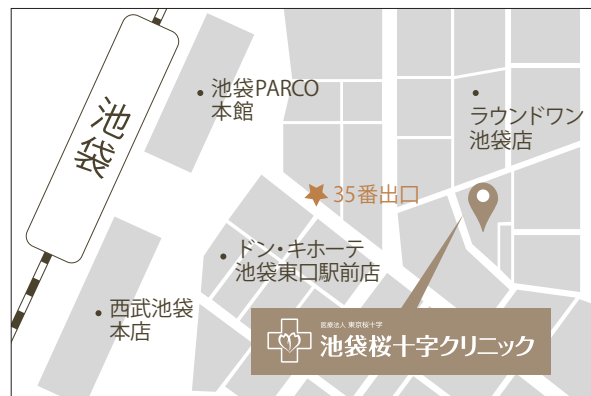 池袋
池袋PARCO
本館
ラウンドワン
池袋店
35番出口
ドン・キホーテ
池袋東口駅前店
西武池袋
本店
医療法人 東京桜十字
池袋桜十字クリニック